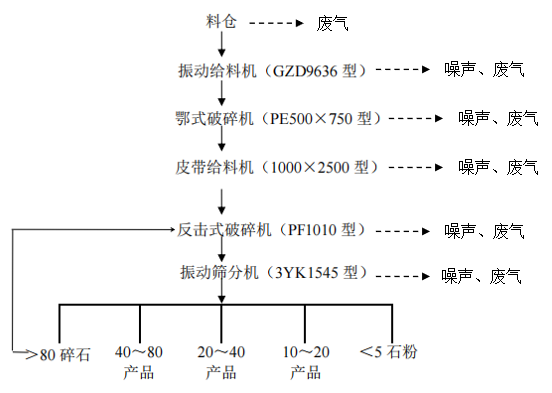 料仓 废气
振动给料机（GZD9636 型） 噪声、废气
鄂式破碎机（PE500×750 型） 噪声、废气
皮带给料机（1000×2500 型） 噪声、废气
反击式破碎机（PF1010 型） 噪声、废气
振动筛分机（3YK1545 型） 噪声、废气
>80 碎石 40～80 20～40 10～20 <5 石粉
产品 产品 产品